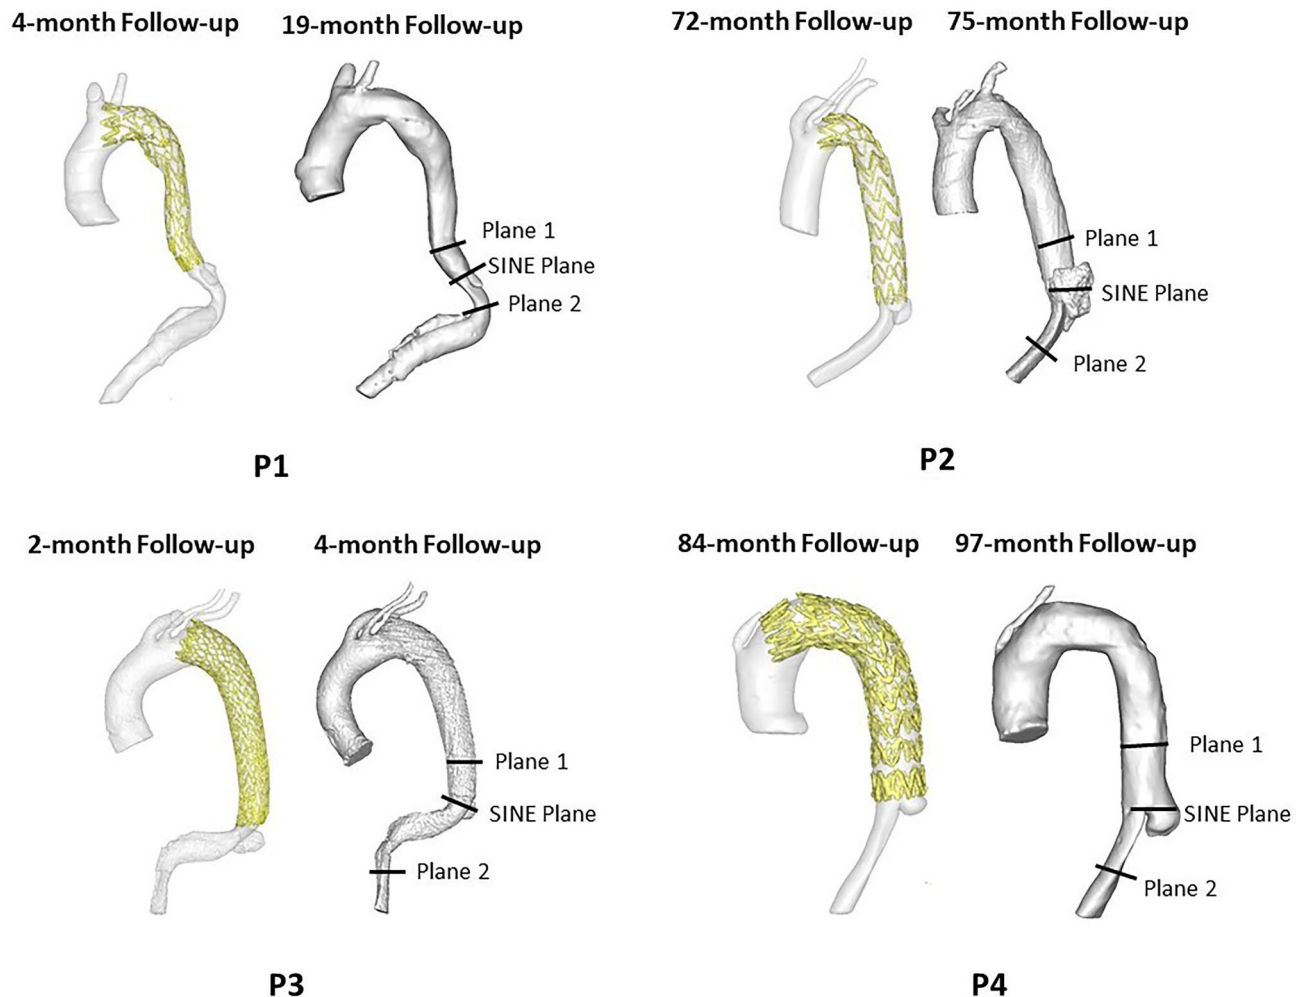 4-month Follow-up
19-month Follow-up
Plane 1
SINE Plane
Plane 2
P1
72-month Follow-up
75-month Follow-up
Plane 1
SINE Plane
Plane 2
P2
2-month Follow-up
4-month Follow-up
Plane 1
SINE Plane
Plane 2
P3
84-month Follow-up
97-month Follow-up
Plane 1
SINE Plane
Plane 2
P4